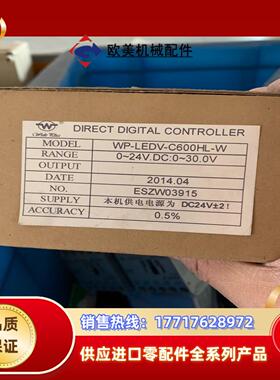 欧美机械配件
DIRECT DIGITAL CONTROLLER
MODEL WP-LEDV-C600HL-W
RANGE 0~24V.DC:0~30.0V
OUTPUT
DATE 2014.04
NO. ESZW03915
SUPPLY 本机供电电源为 DC24V±2!
ACCURACY 0.5%
品质
保证
销售热线：17717628972
供应进口零配件全系列产品